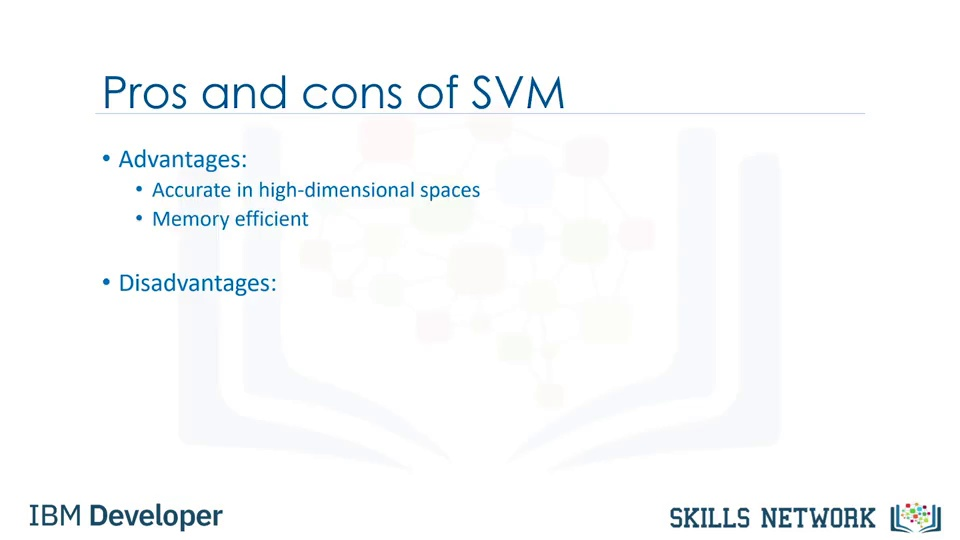 Pros and cons of SVM
• Advantages:
• Accurate in high-dimensional spaces
• Memory efficient
• Disadvantages:
IBM Developer
SKILLS NETWORK